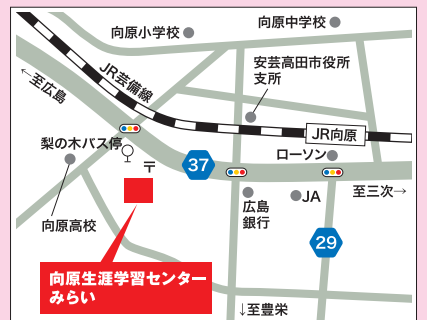 向原小学校
向原中学校
安芸高田市役所
支所
JR芸備線
←至広島
JR向原
梨の木バス停
〒
37
ローソン
至三次→
広島
銀行
JA
向原高校
29
向原生涯学習センター
みらい
↓至豊栄